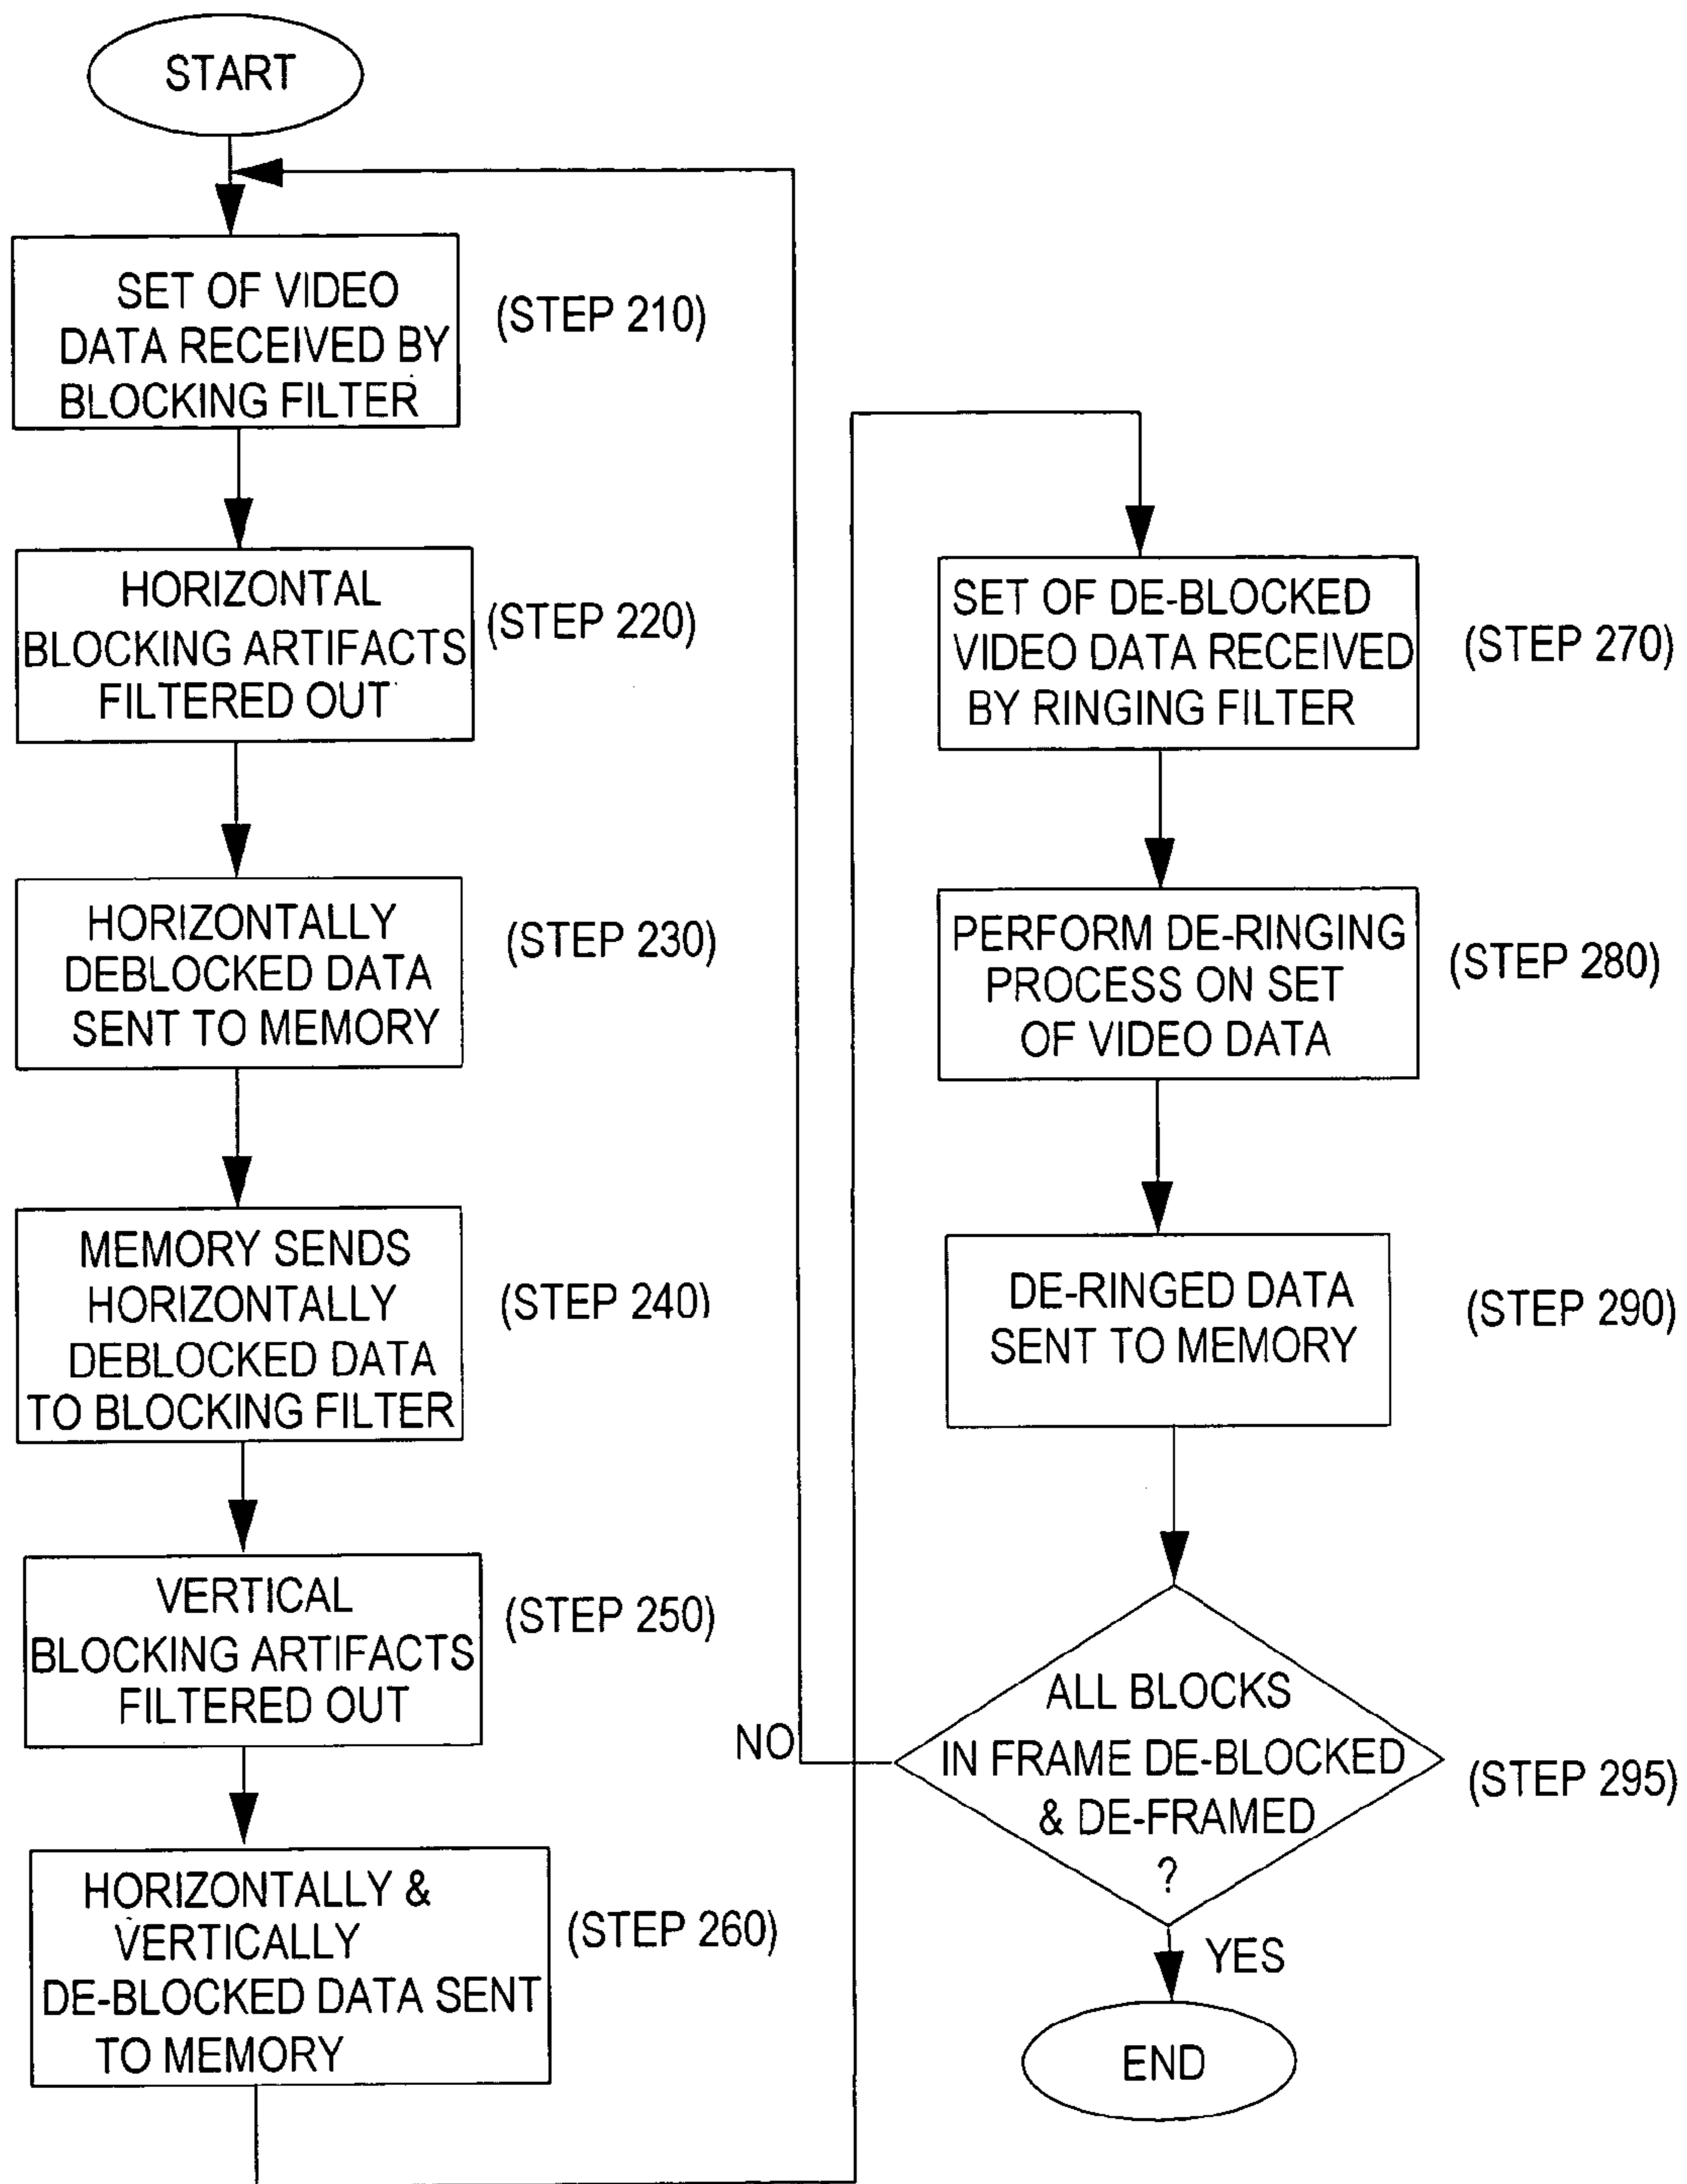 START
SET OF VIDEO
DATA RECEIVED BY
BLOCKING FILTER
(STEP 210)
HORIZONTAL
BLOCKING ARTIFACTS
FILTERED OUT
(STEP 220)
HORIZONTALLY
DEBLOCKED DATA
SENT TO MEMORY
(STEP 230)
MEMORY SENDS
HORIZONTALLY
DEBLOCKED DATA
TO BLOCKING FILTER
(STEP 240)
VERTICAL
BLOCKING ARTIFACTS
FILTERED OUT
(STEP 250)
HORIZONTALLY &
VERTICALLY
DE-BLOCKED DATA SENT
TO MEMORY
(STEP 260)
SET OF DE-BLOCKED
VIDEO DATA RECEIVED
BY RINGING FILTER
(STEP 270)
PERFORM DE-RINGING
PROCESS ON SET
OF VIDEO DATA
(STEP 280)
DE-RINGED DATA
SENT TO MEMORY
(STEP 290)
ALL BLOCKS
IN FRAME DE-BLOCKED
& DE-FRAMED
?
(STEP 295)
NO
YES
END